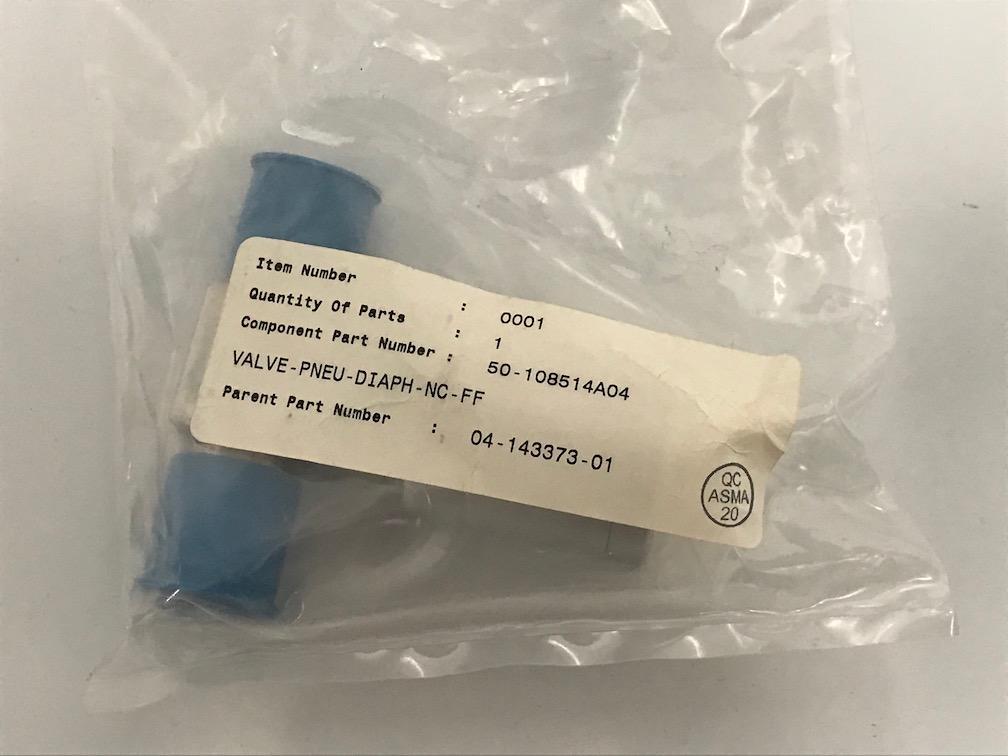 Item Number : 0001
Quantity Of Parts : 1
Component Part Number : 50-108514A04
VALVE-PNEU-DIAPH-NC-FF
Parent Part Number : 04-143373-01
QC
ASMA
20